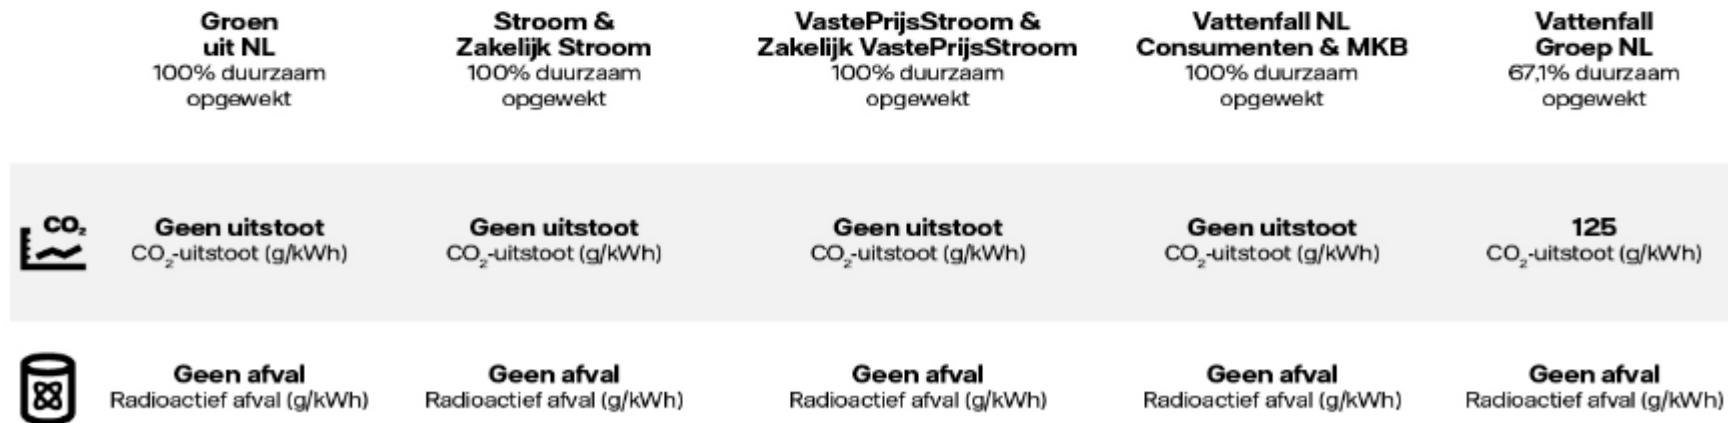 Groen
uit NL
100% duurzaam
opgewekt
Stroom &
Zakelijk Stroom
100% duurzaam
opgewekt
VastePrijsStroom &
Zakelijk VastePrijsStroom
100% duurzaam
opgewekt
Vattenfall NL
Consumenten & MKB
100% duurzaam
opgewekt
Vattenfall
Groep NL
67,1% duurzaam
opgewekt
CO₂
Geen uitstoot
CO₂-uitstoot (g/kWh)
Geen uitstoot
CO₂-uitstoot (g/kWh)
Geen uitstoot
CO₂-uitstoot (g/kWh)
Geen uitstoot
CO₂-uitstoot (g/kWh)
125
CO₂-uitstoot (g/kWh)
Geen afval
Radioactief afval (g/kWh)
Geen afval
Radioactief afval (g/kWh)
Geen afval
Radioactief afval (g/kWh)
Geen afval
Radioactief afval (g/kWh)
Geen afval
Radioactief afval (g/kWh)